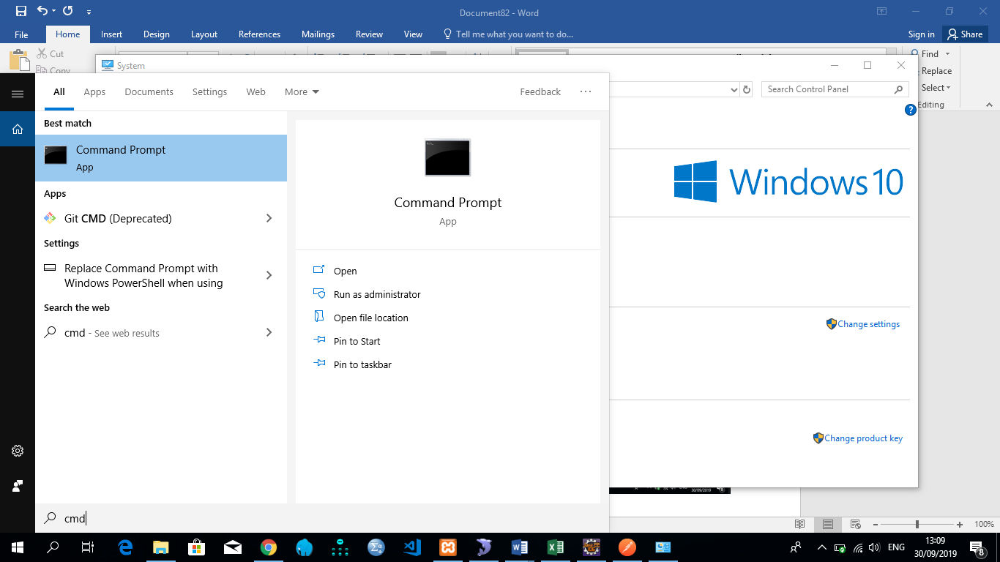 Document82 - Word
File
Home
Insert
Design
Layout
References
Mailings
Review
View
Tell me what you want to do...
Sign in
Share
Cut
Copy
Find
Replace
Select
Editing
System
Search Control Panel
All
Apps
Documents
Settings
Web
More
Feedback
Best match
Command Prompt
App
Apps
Git CMD (Deprecated)
Settings
Replace Command Prompt with
Windows PowerShell when using
Search the web
cmd - See web results
Command Prompt
App
Open
Run as administrator
Open file location
Pin to Start
Pin to taskbar
Windows 10
Change settings
Change product key
30/09/2019
cmd
100%
ENG
13:09
30/09/2019
8